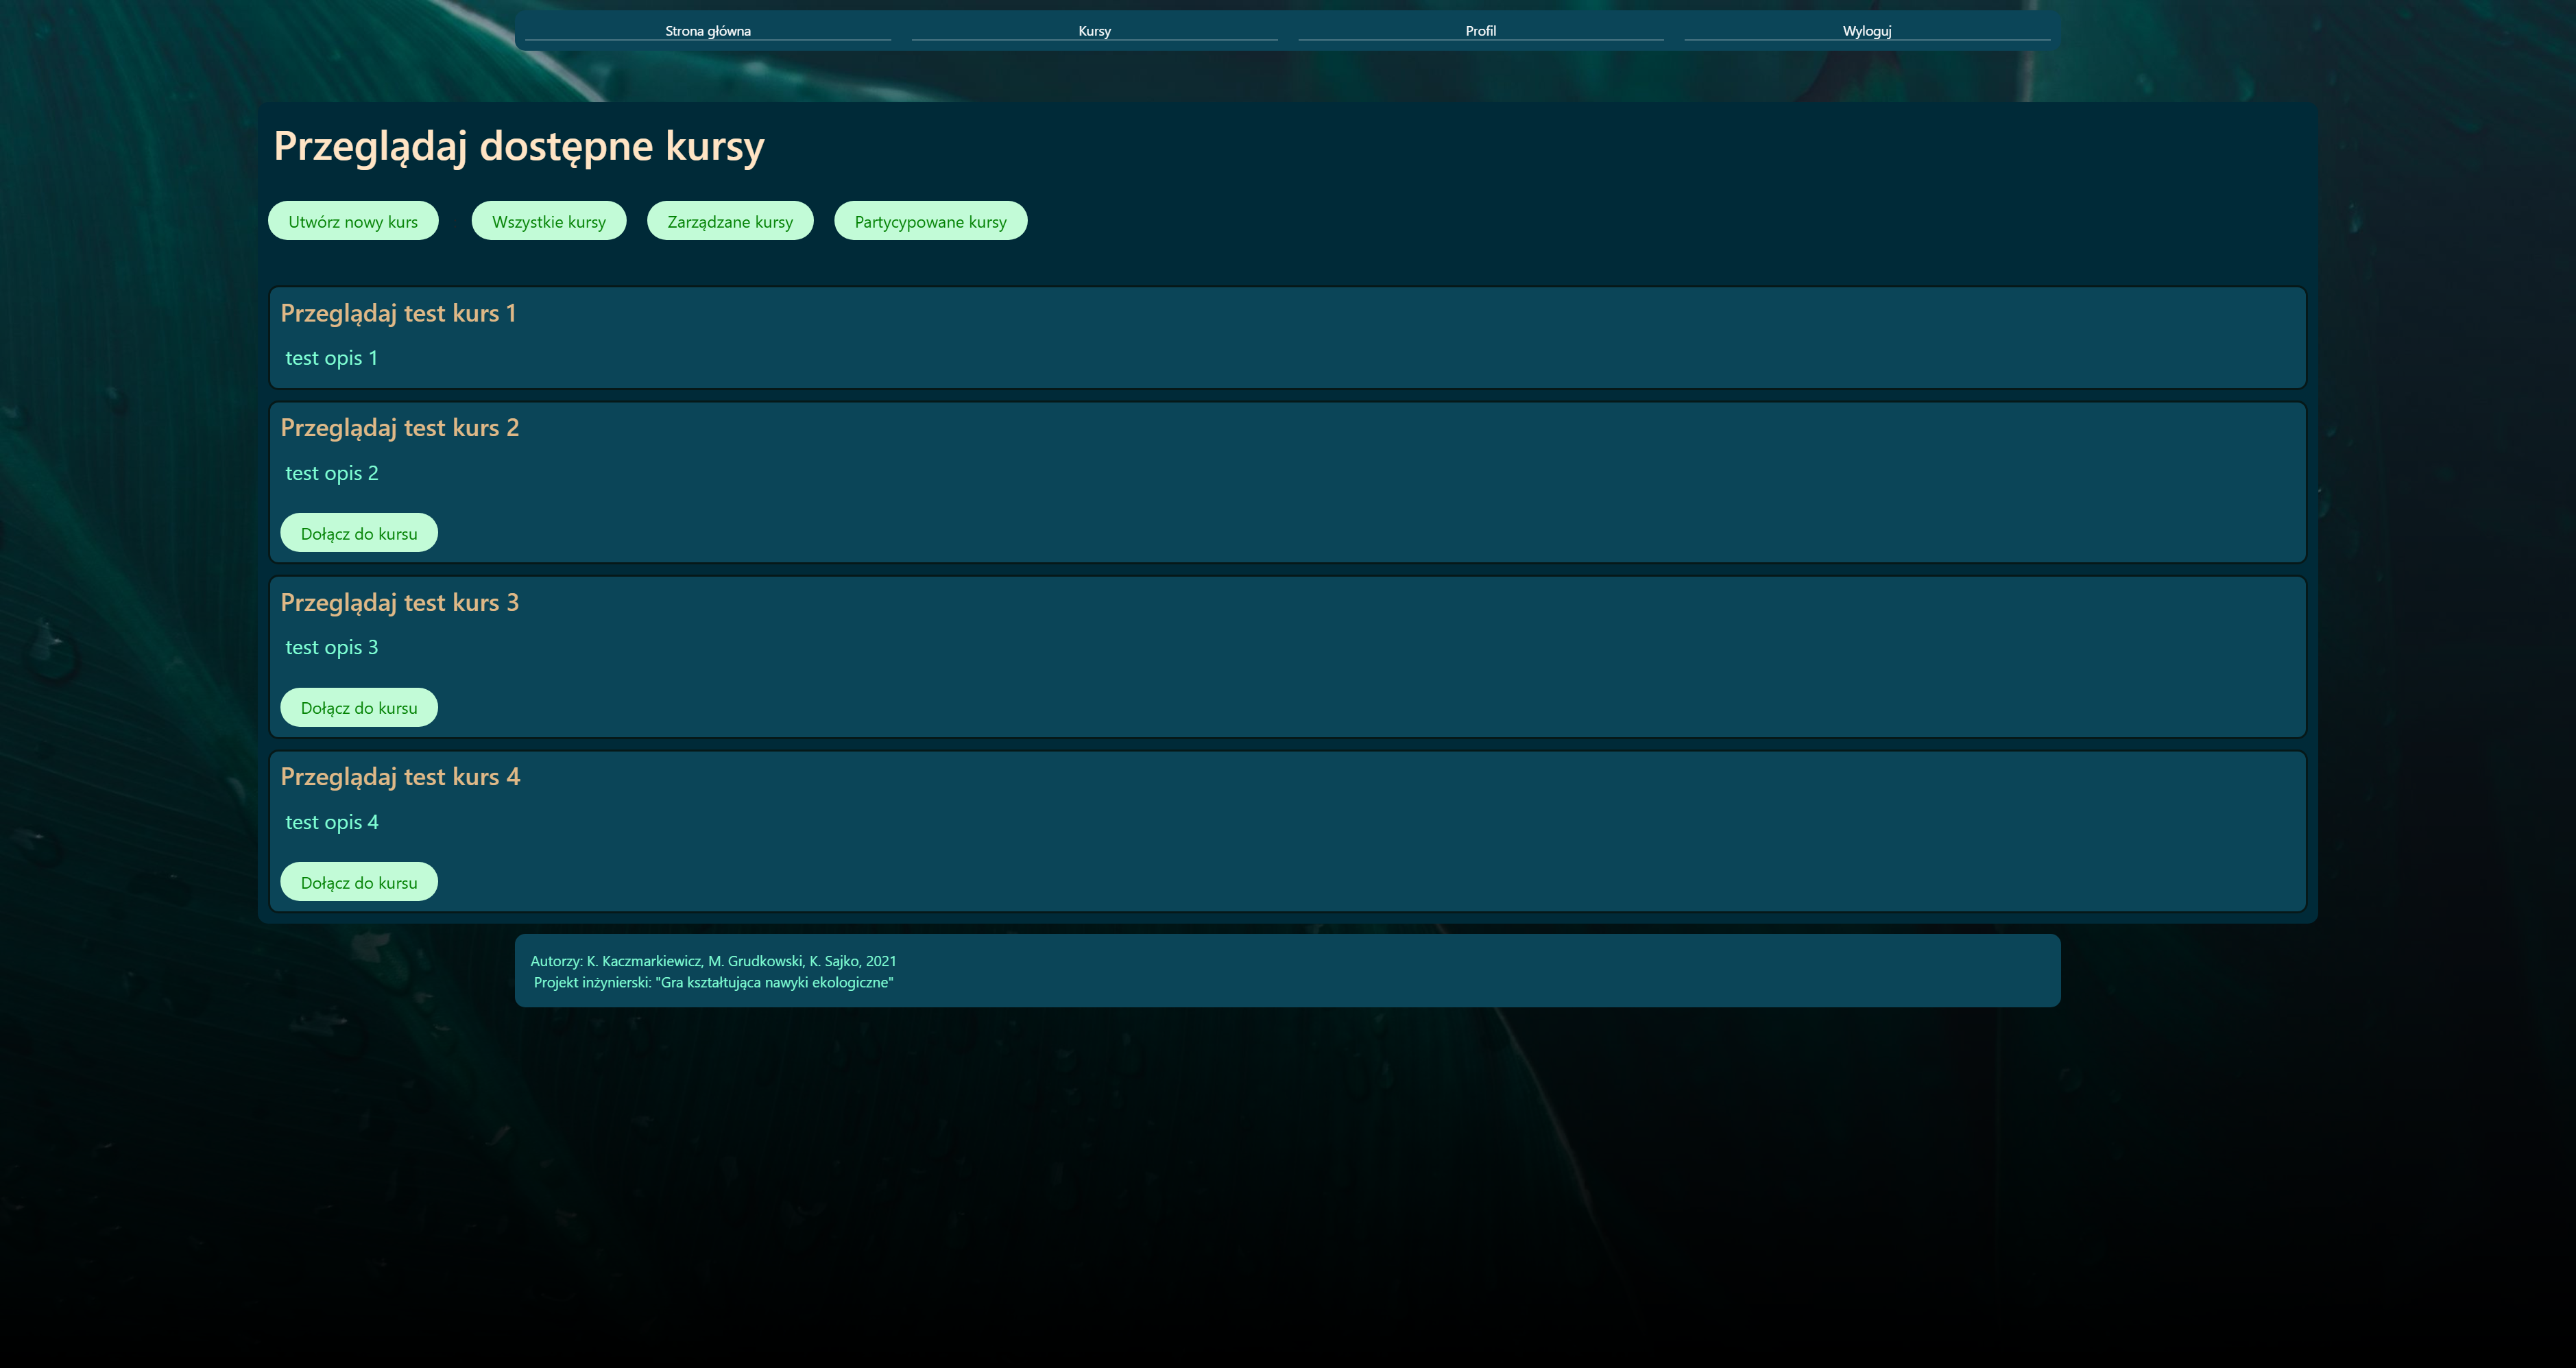 Strona główna Kursy Profil Wyloguj
Przeglądaj dostępne kursy
Utwórz nowy kurs Wszystkie kursy Zarządzane kursy Partycypowane kursy
Przeglądaj test kurs 1
test opis 1
Przeglądaj test kurs 2
test opis 2
Dołącz do kursu
Przeglądaj test kurs 3
test opis 3
Dołącz do kursu
Przeglądaj test kurs 4
test opis 4
Dołącz do kursu
Autorzy: K. Kaczmarkiewicz, M. Grudkowski, K. Sajko, 2021
Projekt inżynierski: "Gra kształtująca nawyki ekologiczne"